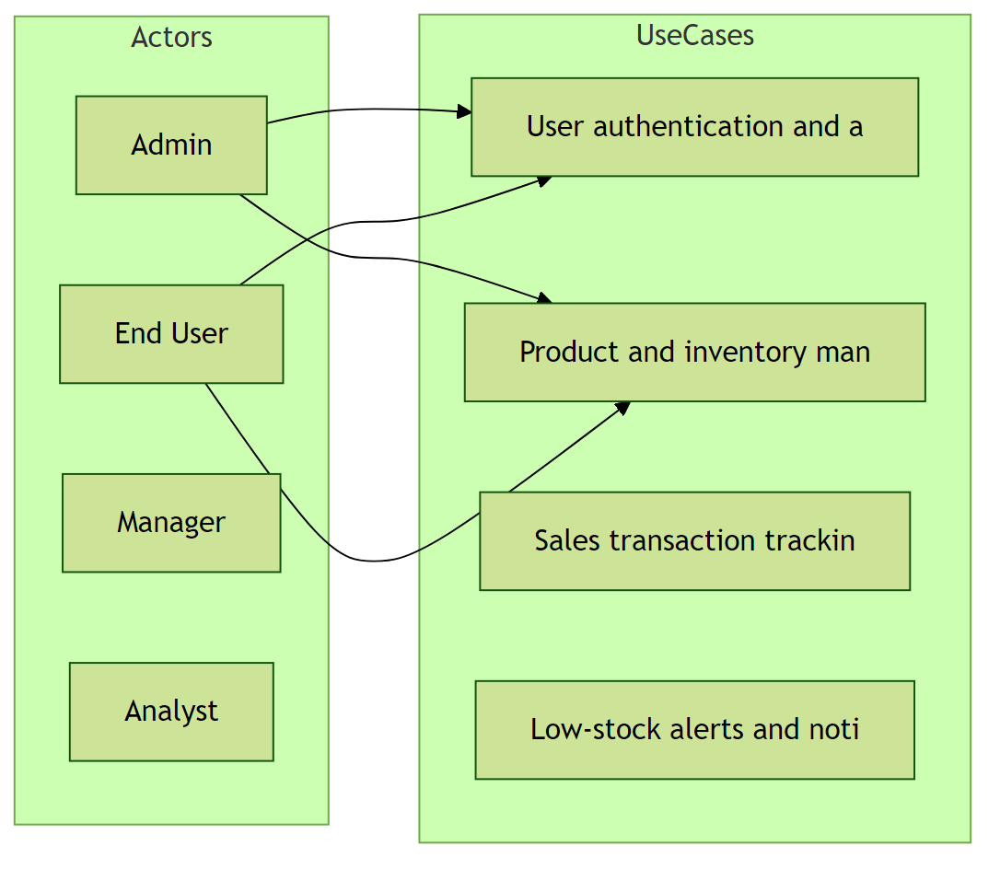 Actors
Admin
End User
Manager
Analyst
UseCases
User authentication and a
Product and inventory man
Sales transaction trackin
Low-stock alerts and noti